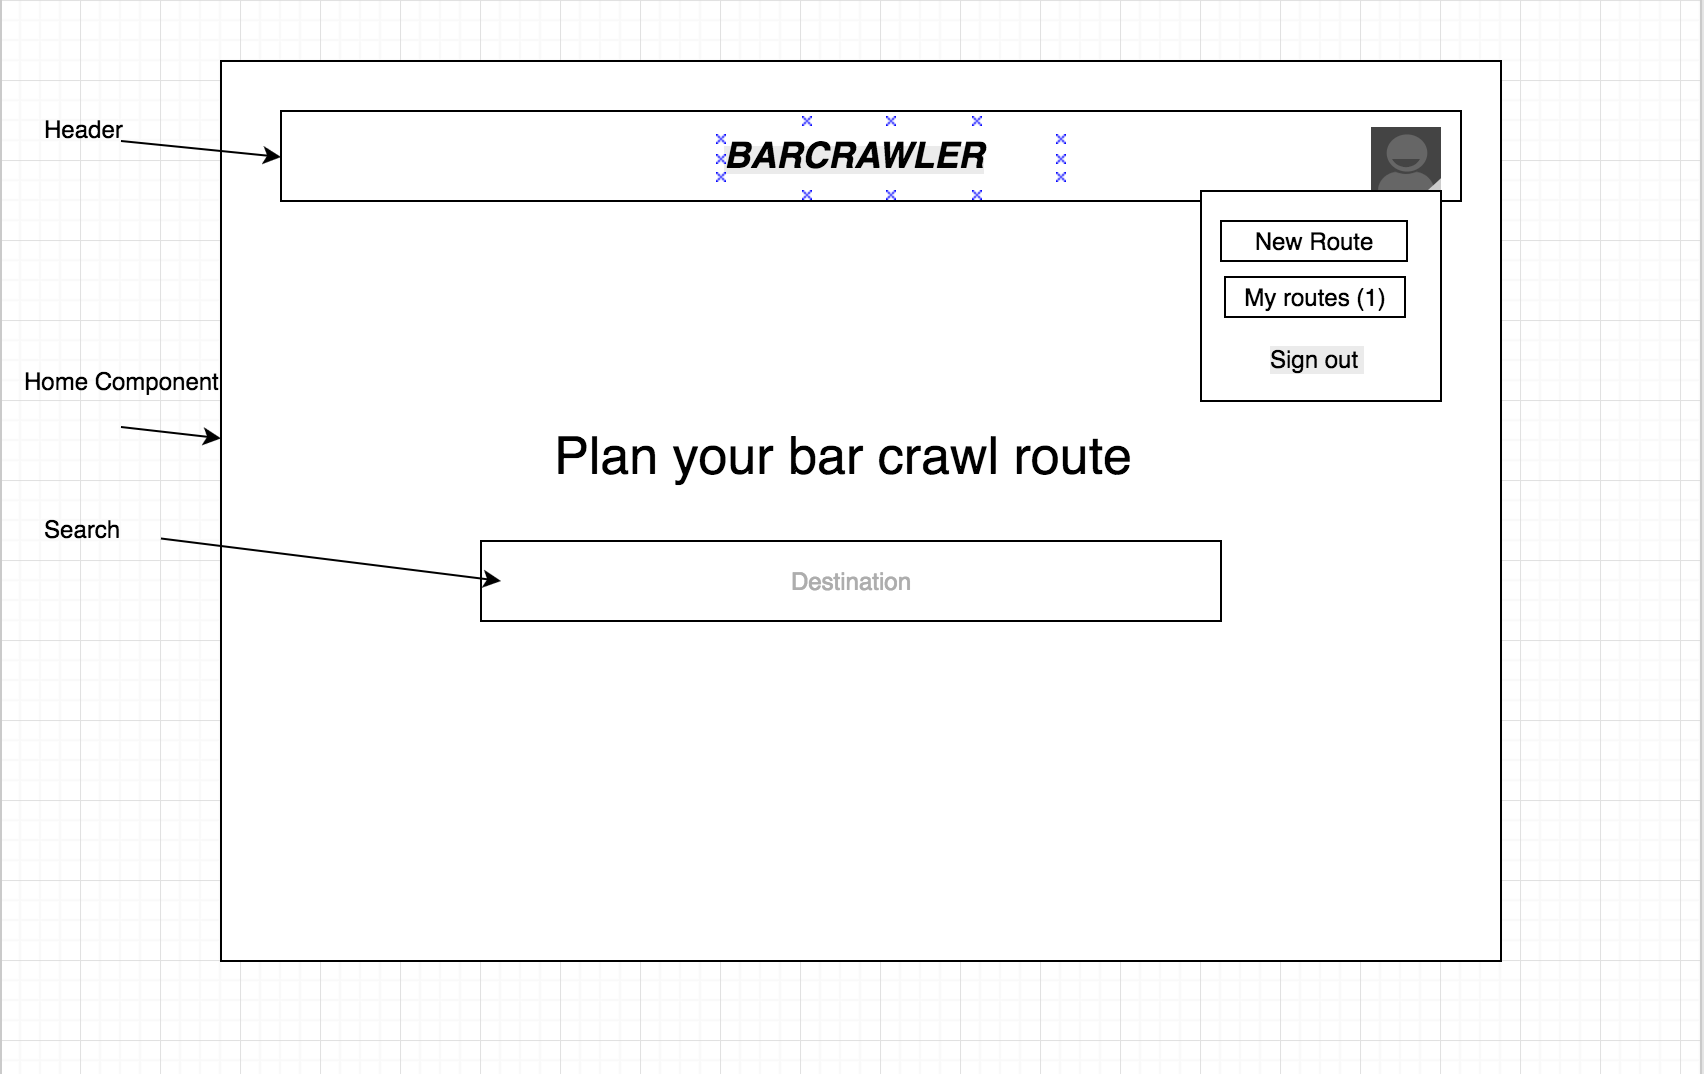 Header
BARCRAWLER
New Route
My routes (1)
Sign out
Home Component
Plan your bar crawl route
Search
Destination